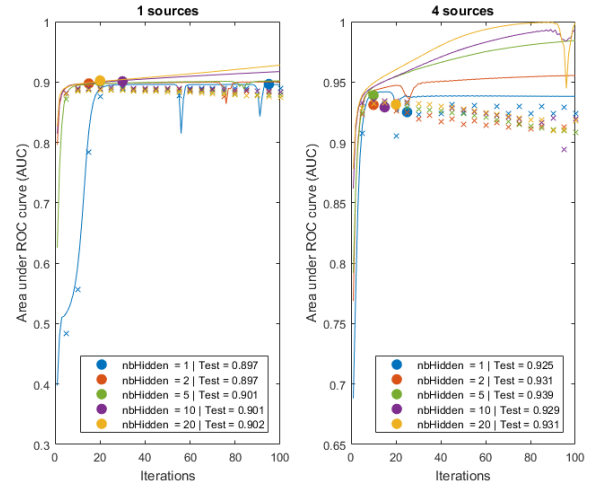 1 sources
Area under ROC curve (AUC)
1
0.9
0.8
0.7
0.6
0.5
0.4
0.3
0
20
40
60
80
100
Iterations
nbHidden = 1 | Test = 0.897
nbHidden = 2 | Test = 0.897
nbHidden = 5 | Test = 0.901
nbHidden = 10 | Test = 0.901
nbHidden = 20 | Test = 0.902
4 sources
Area under ROC curve (AUC)
1
0.95
0.9
0.85
0.8
0.75
0.7
0.65
0
20
40
60
80
100
Iterations
nbHidden = 1 | Test = 0.925
nbHidden = 2 | Test = 0.931
nbHidden = 5 | Test = 0.939
nbHidden = 10 | Test = 0.929
nbHidden = 20 | Test = 0.931